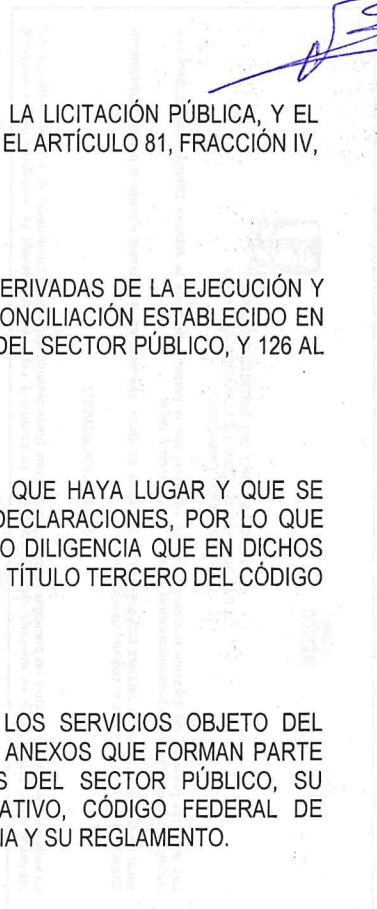 LA LICITACIÓN PÚBLICA, Y EL
EL ARTÍCULO 81, FRACCIÓN IV,
ERIVADAS DE LA EJECUCIÓN Y
ONCILIACIÓN ESTABLECIDO EN
DEL SECTOR PÚBLICO, Y 126 AL
QUE HAYA LUGAR Y QUE SE
DECLARACIONES, POR LO QUE
O DILIGENCIA QUE EN DICHOS
TÍTULO TERCERO DEL CÓDIGO
LOS SERVICIOS OBJETO DEL
ANEXOS QUE FORMAN PARTE
S DEL SECTOR PÚBLICO, SU
ATIVO, CÓDIGO FEDERAL DE
IA Y SU REGLAMENTO.